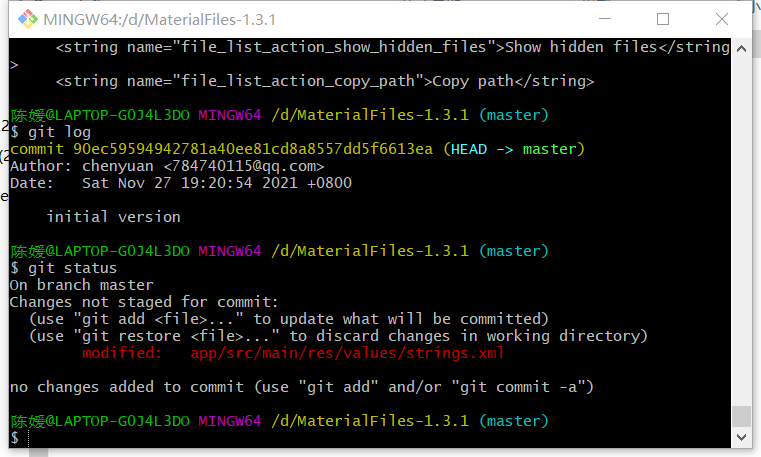 MINGW64:/d/MaterialFiles-1.3.1
<string name="file_list_action_show_hidden_files">Show hidden files</string
>
<string name="file_list_action_copy_path">Copy path</string>
陈媛@LAPTOP-G0J4L3DO MINGW64 /d/MaterialFiles-1.3.1 (master)
$ git log
commit 90ec59594942781a40ee81cd8a8557dd5f6613ea (HEAD -> master)
Author: chenyuan <784740115@qq.com>
Date:   Sat Nov 27 19:20:54 2021 +0800
initial version
陈媛@LAPTOP-G0J4L3DO MINGW64 /d/MaterialFiles-1.3.1 (master)
$ git status
On branch master
Changes not staged for commit:
(use "git add <file>..." to update what will be committed)
(use "git restore <file>..." to discard changes in working directory)
modified:   app/src/main/res/values/strings.xml
no changes added to commit (use "git add" and/or "git commit -a")
陈媛@LAPTOP-G0J4L3DO MINGW64 /d/MaterialFiles-1.3.1 (master)
$